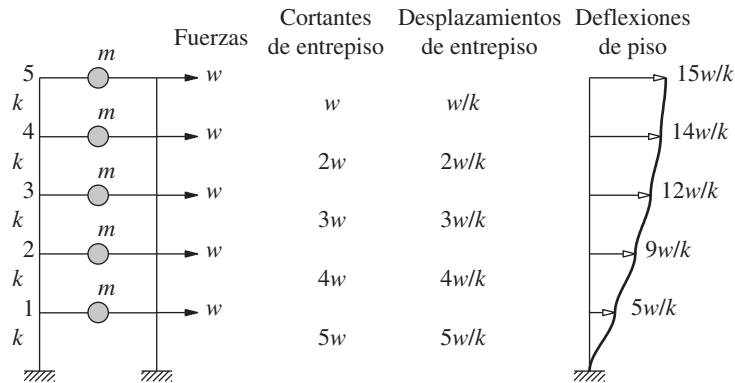 Fuerzas
Cortantes
de entrepiso
Desplazamientos
de entrepiso
Deflexiones
de piso
5 m w 15w/k
k w w/k
4 m w 14w/k
k 2w 2w/k
3 m w 12w/k
k 3w 3w/k
2 m w 9w/k
k 4w 4w/k
1 m w 5w/k
k 5w 5w/k